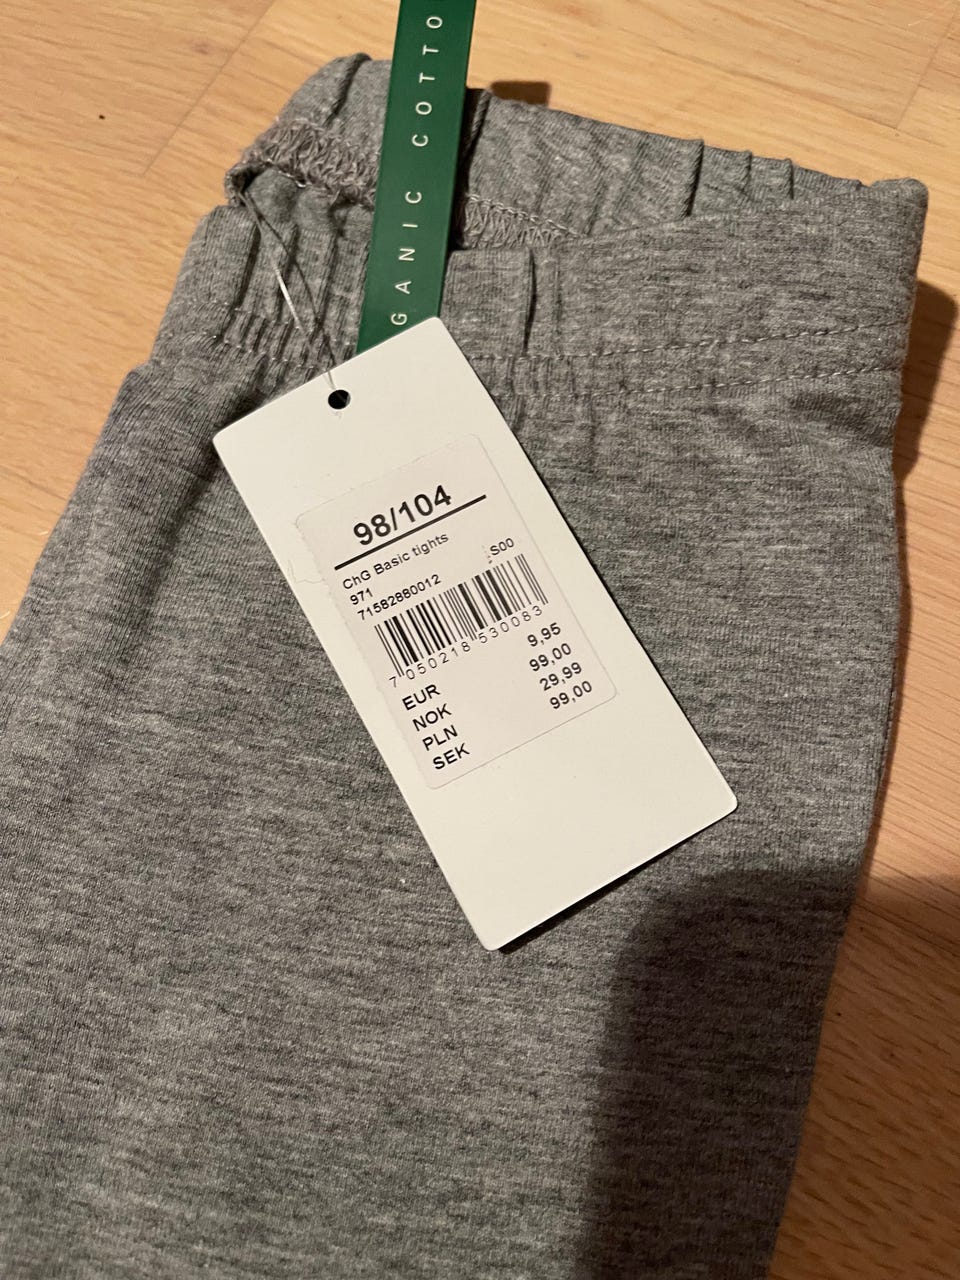 GANIC COTTO
98/104
ChG Basic tights
971 S00
71582880012
7 050218 530083
EUR 9,95
NOK 99,00
PLN 29,99
SEK 99,00